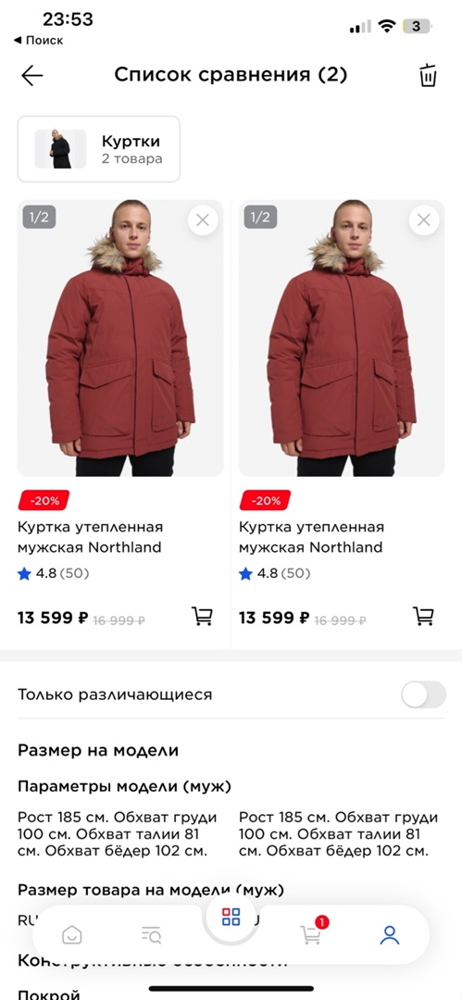 23:53
3
◀ Поиск
Список сравнения (2)
Куртки
2 товара
1/2
1/2
-20%
-20%
Куртка утепленная
мужская Northland
Куртка утепленная
мужская Northland
4.8 (50)
4.8 (50)
13 599 ₽ 16 999 ₽
13 599 ₽ 16 999 ₽
Только различающиеся
Размер на модели
Параметры модели (муж)
Рост 185 см. Обхват груди
100 см. Обхват талии 81
см. Обхват бёдер 102 см.
Рост 185 см. Обхват груди
100 см. Обхват талии 81
см. Обхват бёдер 102 см.
Размер товара на модели (муж)
1
Покрой